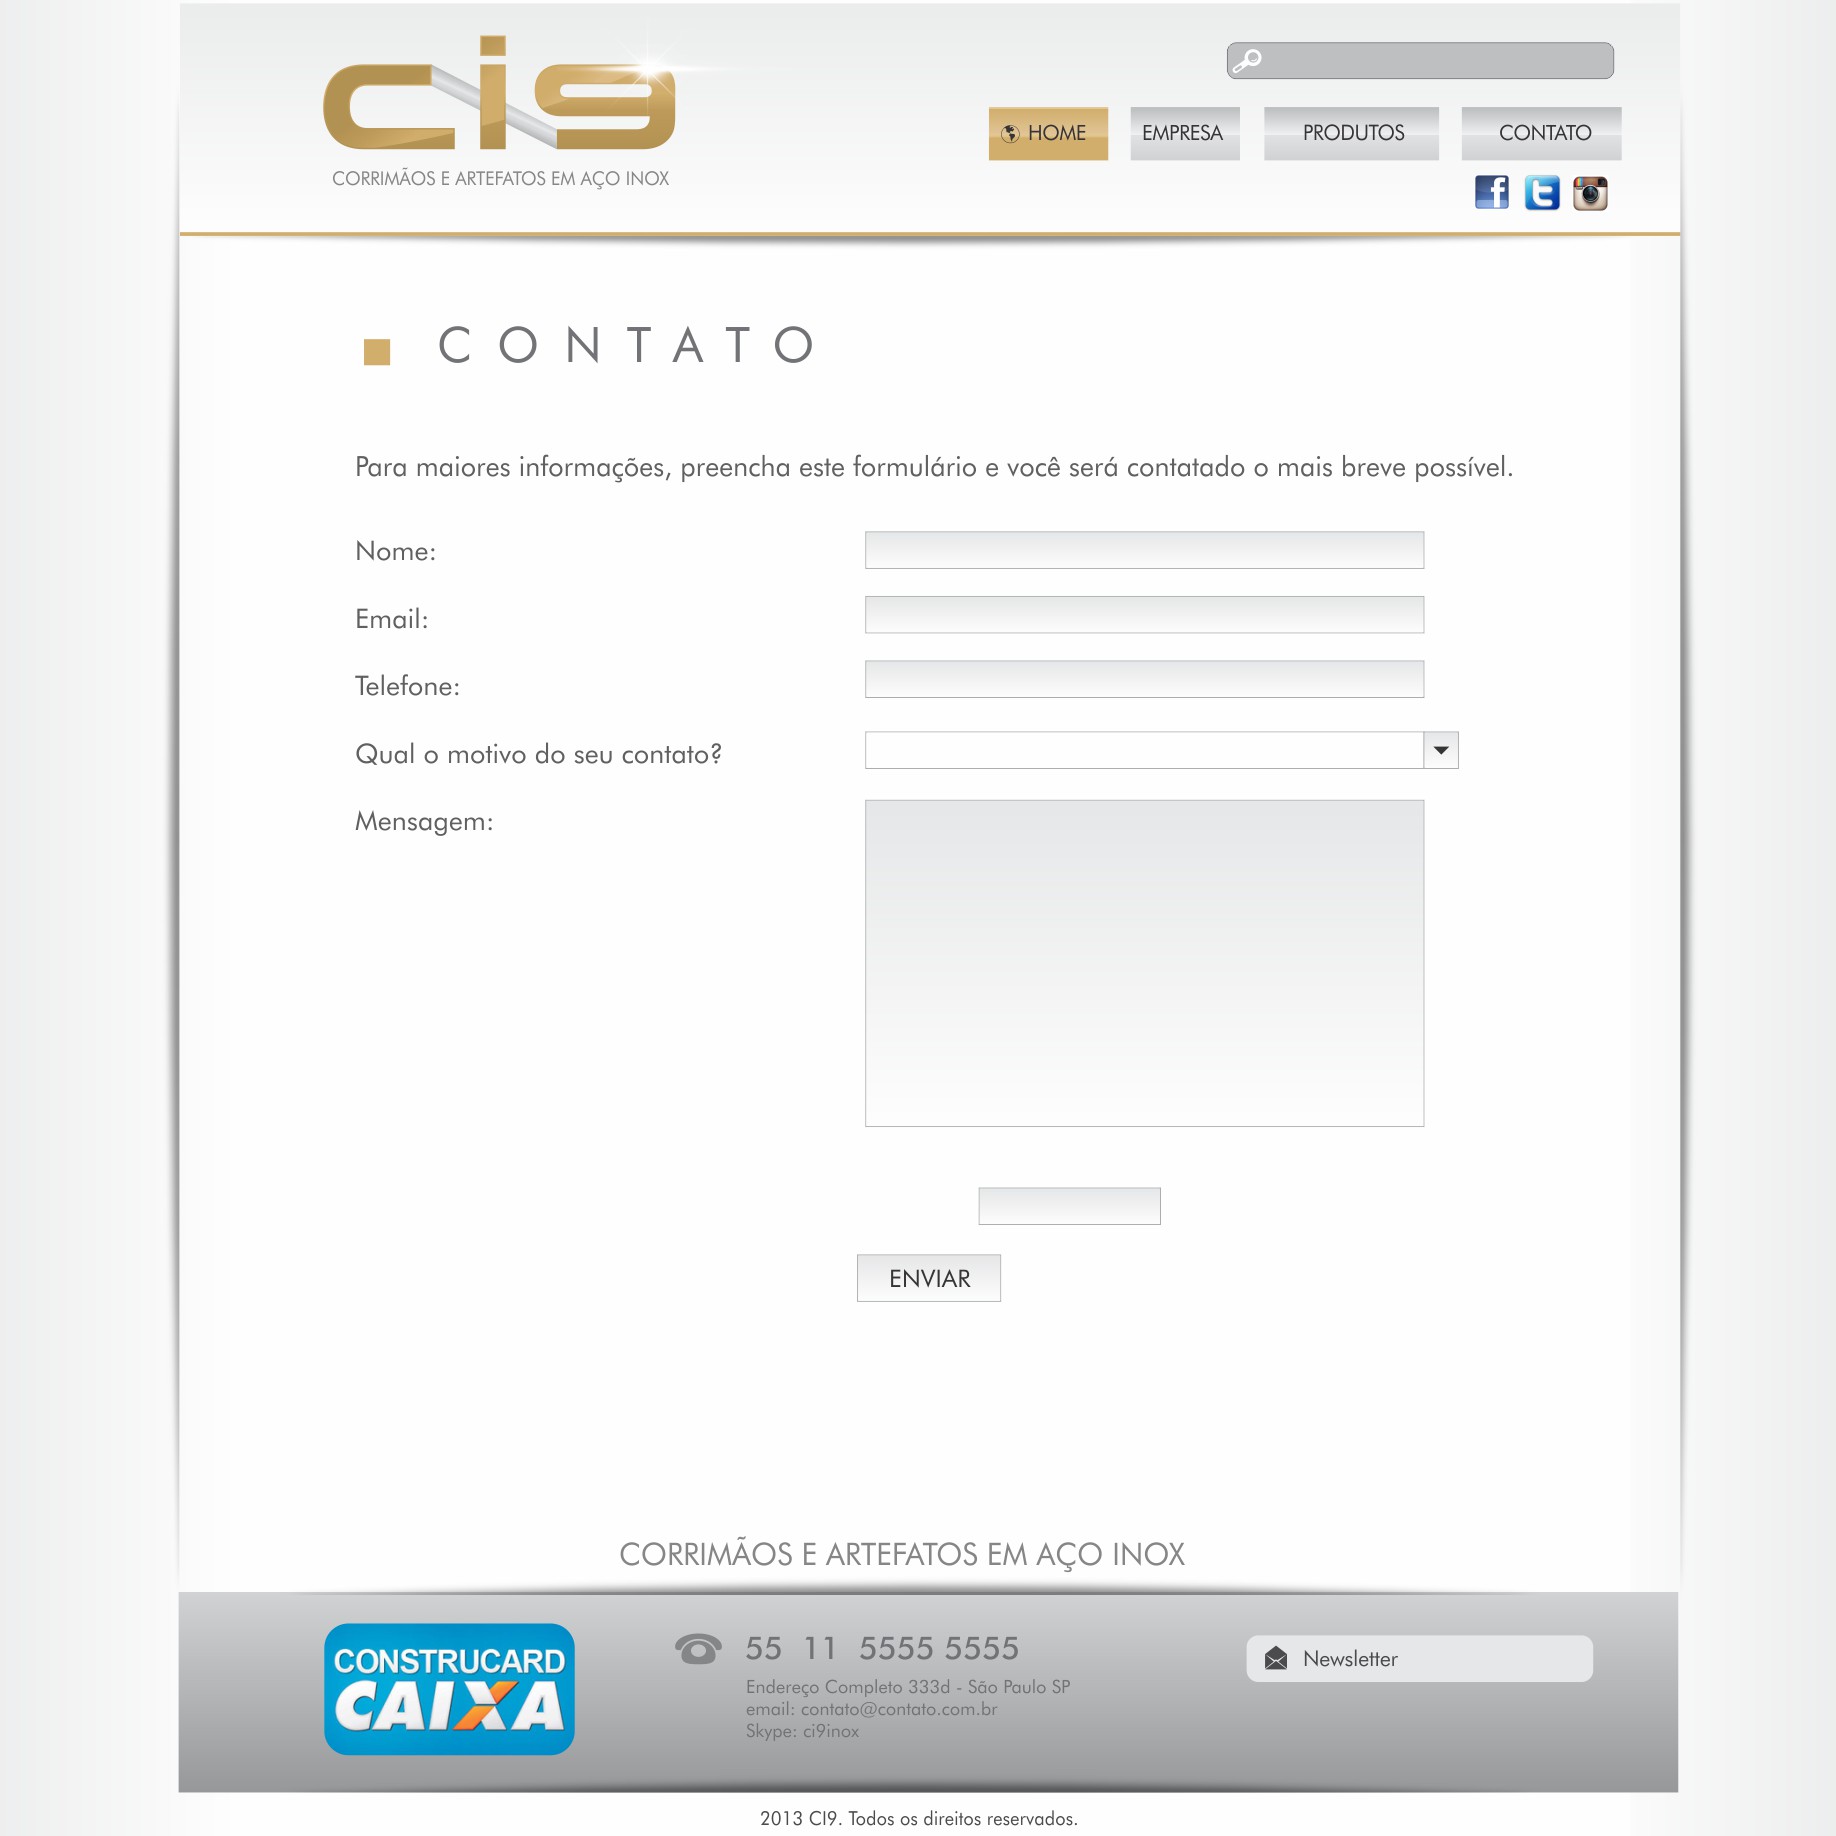 ci9
CORRIMÃOS E ARTEFATOS EM AÇO INOX
HOME
EMPRESA
PRODUTOS
CONTATO
CONTATO
Para maiores informações, preencha este formulário e você será contatado o mais breve possível.
Nome:
Email:
Telefone:
Qual o motivo do seu contato?
Mensagem:
ENVIAR
CORRIMÃOS E ARTEFATOS EM AÇO INOX
CONSTRUCARD
CAIXA
55 11 5555 5555
Endereço Completo 333d - São Paulo SP
email: contato@contato.com.br
Skype: ci9inox
Newsletter
2013 CI9. Todos os direitos reservados.